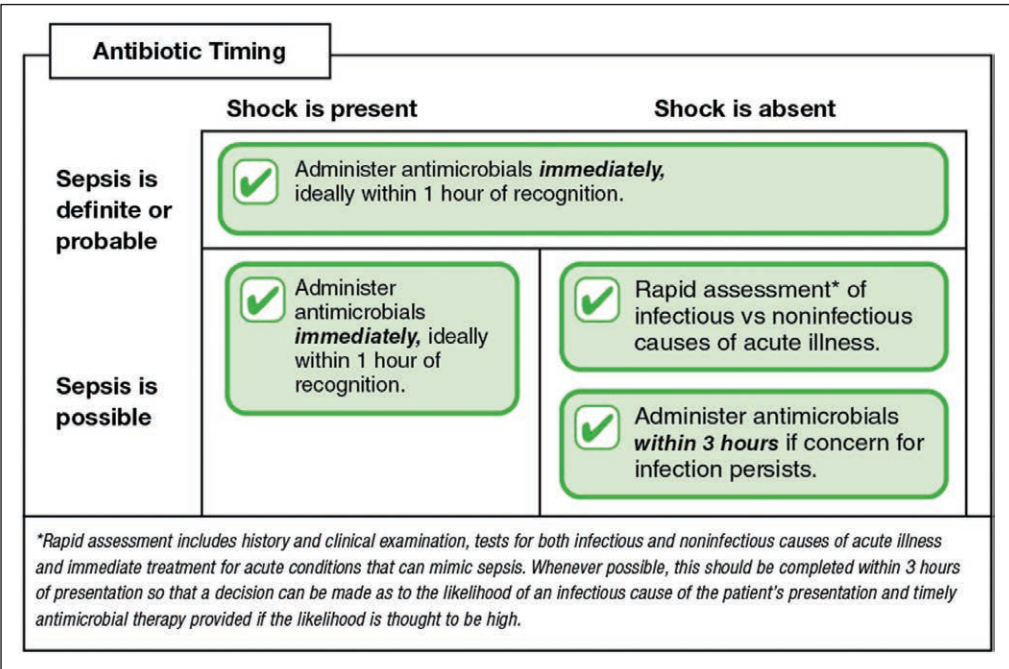 Antibiotic Timing
Shock is present
Shock is absent
Sepsis is
definite or
probable
Administer antimicrobials immediately,
ideally within 1 hour of recognition.
Sepsis is
possible
Administer
antimicrobials
immediately, ideally
within 1 hour of
recognition.
Rapid assessment* of
infectious vs noninfectious
causes of acute illness.
Administer antimicrobials
within 3 hours if concern for
infection persists.
*Rapid assessment includes history and clinical examination, tests for both infectious and noninfectious causes of acute illness
and immediate treatment for acute conditions that can mimic sepsis. Whenever possible, this should be completed within 3 hours
of presentation so that a decision can be made as to the likelihood of an infectious cause of the patient's presentation and timely
antimicrobial therapy provided if the likelihood is thought to be high.